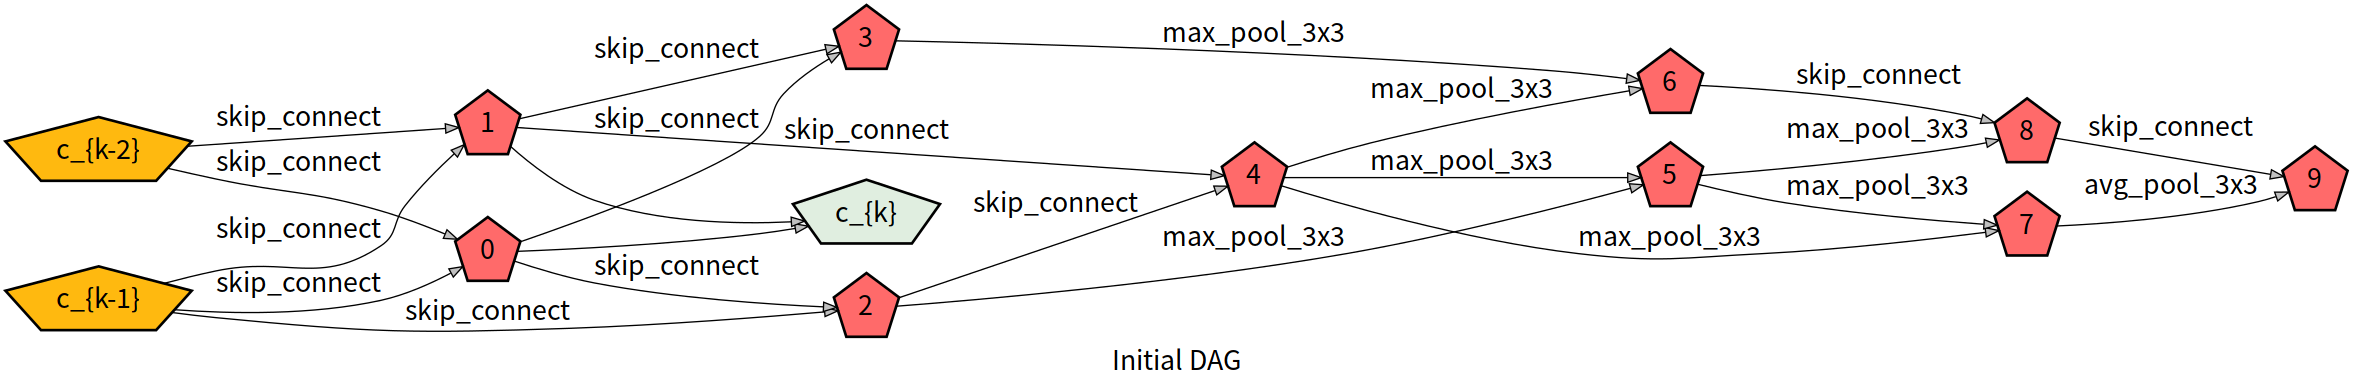 3
max_pool_3x3
skip_connect
6
skip_connect
max_pool_3x3
skip_connect
1
skip_connect
skip_connect
max_pool_3x3
8
skip_connect
c_{k-2}
skip_connect
4
max_pool_3x3
5
max_pool_3x3
avg_pool_3x3
9
skip_connect
c_{k}
skip_connect
0
max_pool_3x3
max_pool_3x3
7
skip_connect
skip_connect
c_{k-1}
skip_connect
2
Initial DAG